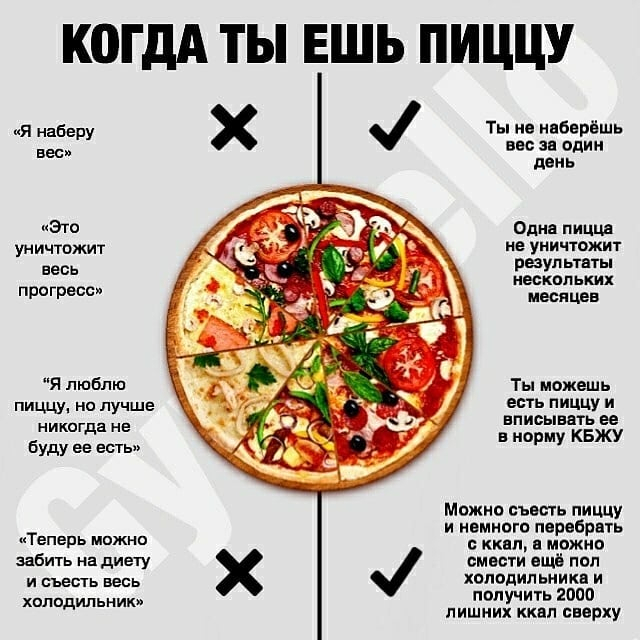 КОГДА ТЫ ЕШЬ ПИЦЦУ
«Я наберу
вес»
Ты не наберёшь
вес за один
день
«Это
уничтожит
весь
прогресс»
Одна пицца
не уничтожит
результаты
нескольких
месяцев
"Я люблю
пиццу, но лучше
никогда не
буду ее есть»
Ты можешь
есть пиццу и
вписывать ее
в норму КБЖУ
«Теперь можно
забить на диету
и съесть весь
холодильник»
Можно съесть пиццу
и немного перебрать
с ккал, а можно
смести ещё пол
холодильника и
получить 2000
лишних ккал сверху